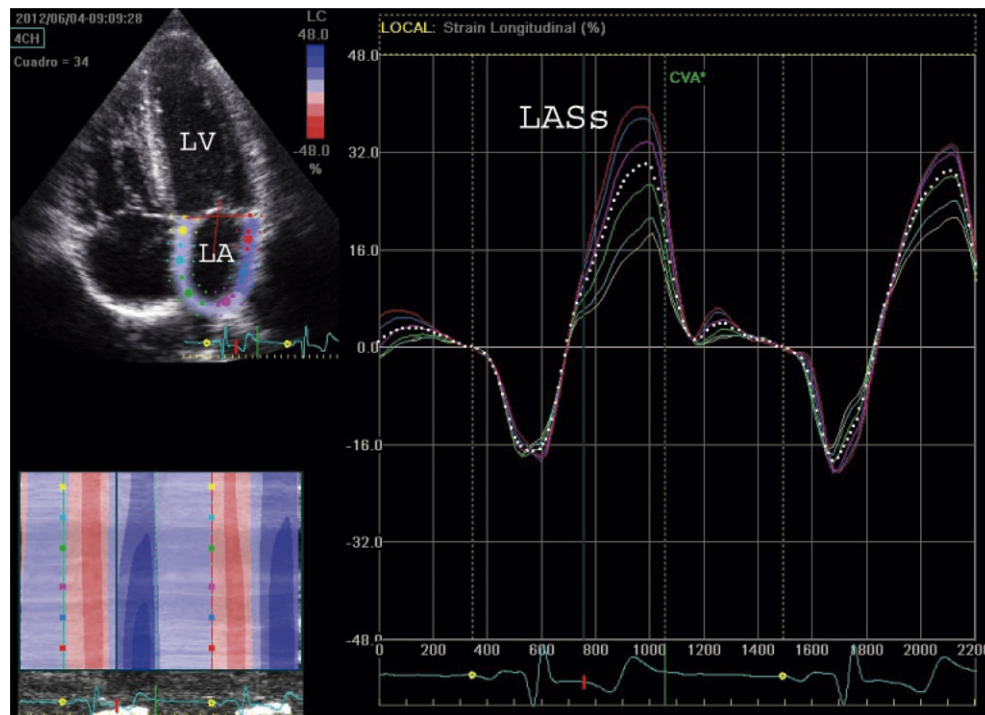 2012/06/04-09:09:28
4CH
Cuadro = 34
LC
48.0
-48.0
%
LV
LA
LOCAL: Strain Longitudinal (%)
48.0
32.0
16.0
0.0
-16.0
-32.0
-48.0
LASs
CVA*
200 400 600 800 1000 1200 1400 1600 1800 2000 220